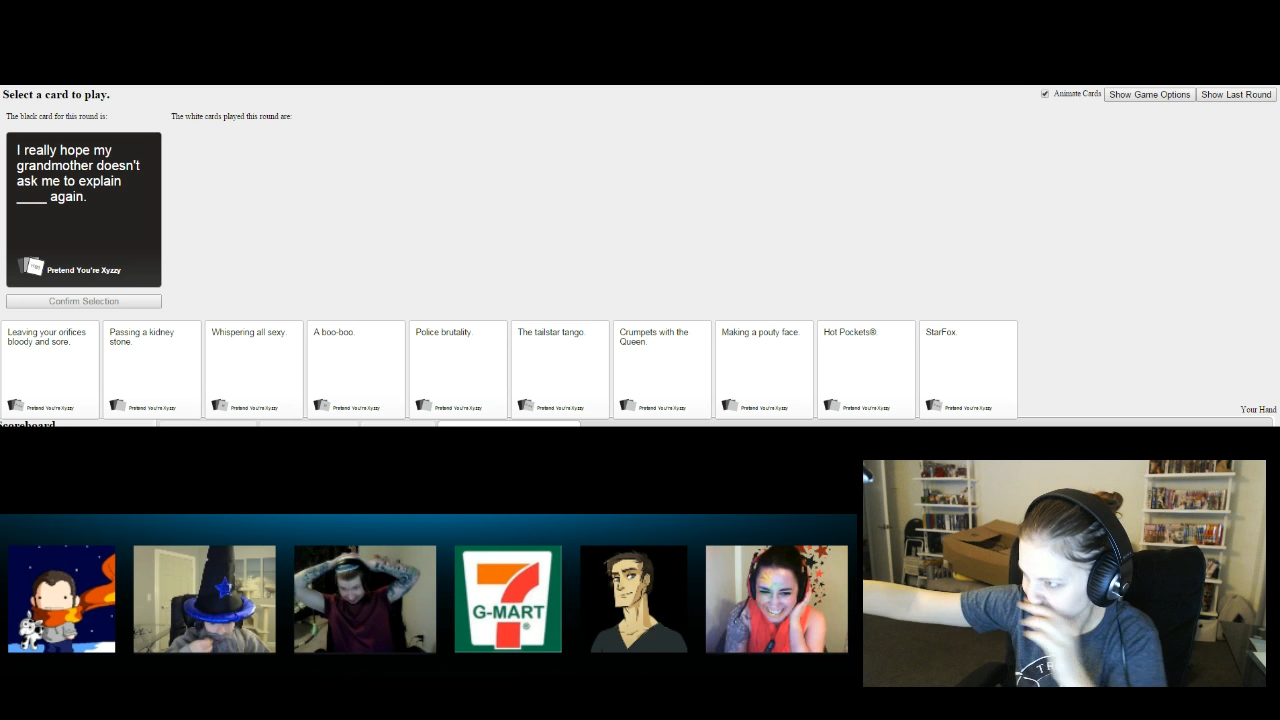 Select a card to play.
Animate Cards
Show Game Options
Show Last Round
The black card for this round is:
The white cards played this round are:
I really hope my
grandmother doesn't
ask me to explain
____ again.
Pretend You're Xyzzy
Confirm Selection
Leaving your orifices
bloody and sore.
Pretend You're Xyzzy
Passing a kidney
stone.
Pretend You're Xyzzy
Whispering all sexy.
Pretend You're Xyzzy
A boo-boo.
Pretend You're Xyzzy
Police brutality.
Pretend You're Xyzzy
The tailstar tango.
Pretend You're Xyzzy
Crumpets with the
Queen.
Pretend You're Xyzzy
Making a pouty face.
Pretend You're Xyzzy
Hot Pockets®.
Pretend You're Xyzzy
StarFox.
Pretend You're Xyzzy
Your Hand
Scoreboard
7
G-MART
®
TR